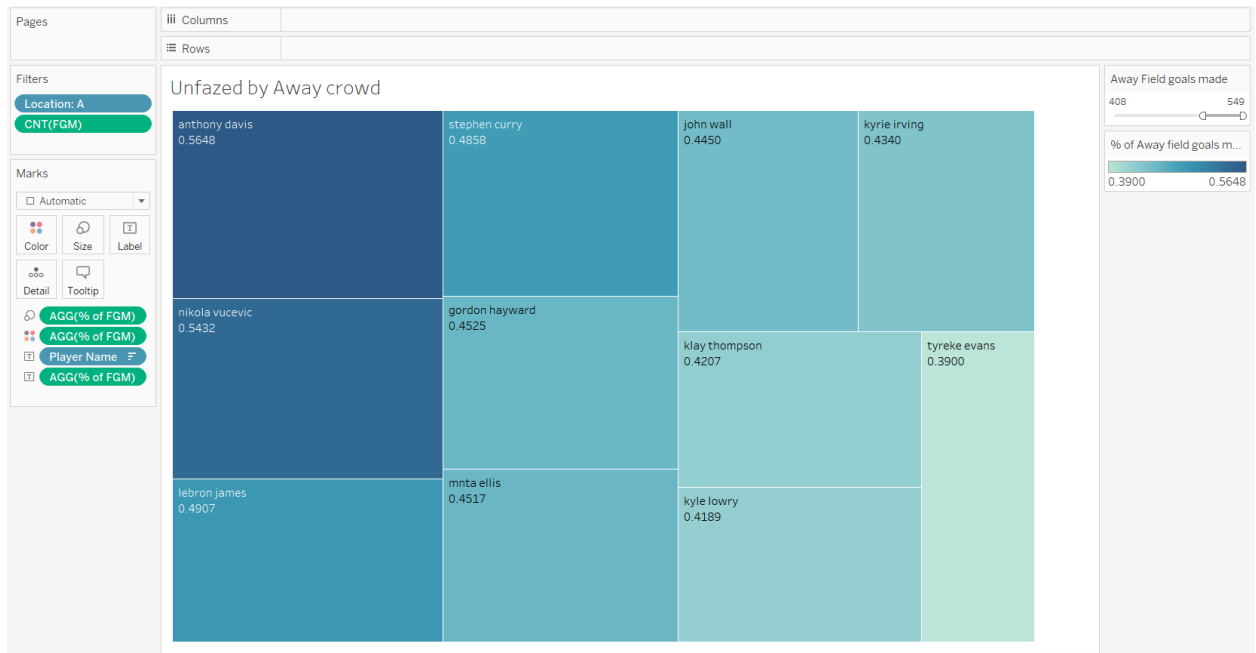 Pages
Columns
Rows
Filters
Location: A
CNT(FGM)
Marks
Automatic
Color Size Label
Detail Tooltip
AGG(% of FGM)
AGG(% of FGM)
T Player Name
T AGG(% of FGM)
Unfazed by Away crowd
anthony davis
0.5648
nikola vucevic
0.5432
lebron james
0.4907
stephen curry
0.4858
gordon hayward
0.4525
mnta ellis
0.4517
john wall
0.4450
kyrie irving
0.4340
klay thompson
0.4207
kyle lowry
0.4189
tyreke evans
0.3900
Away Field goals made
408 549
% of Away field goals m...
0.3900 0.5648